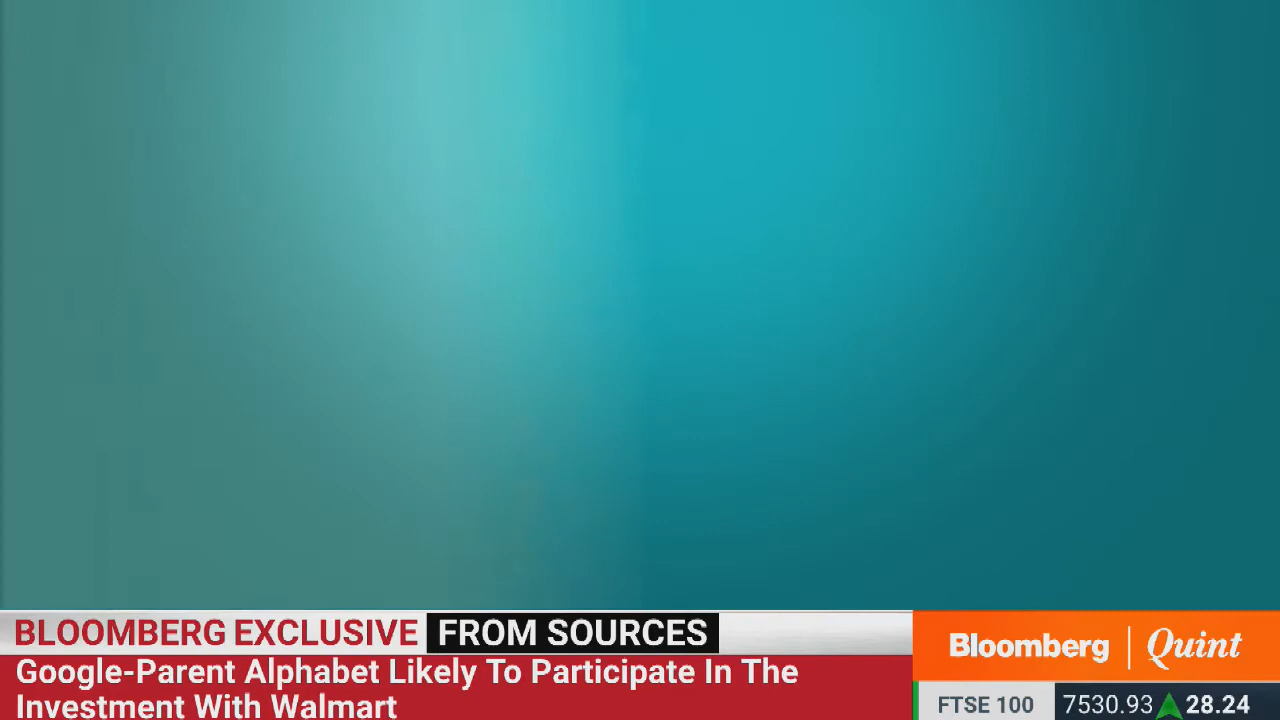 BLOOMBERG EXCLUSIVE FROM SOURCES
Google-Parent Alphabet Likely To Participate In The
Investment With Walmart
Bloomberg | Quint
FTSE 100 7530.93 28.24